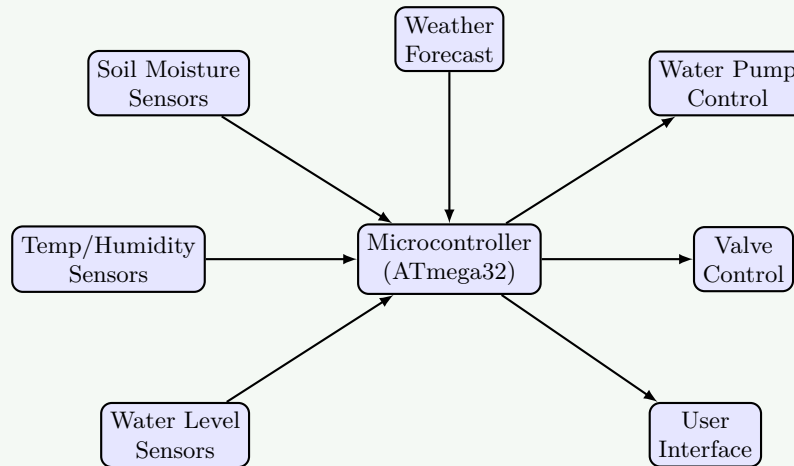 Weather
Forecast
Soil Moisture
Sensors
Water Pump
Control
Temp/Humidity
Sensors
Microcontroller
(ATmega32)
Valve
Control
Water Level
Sensors
User
Interface